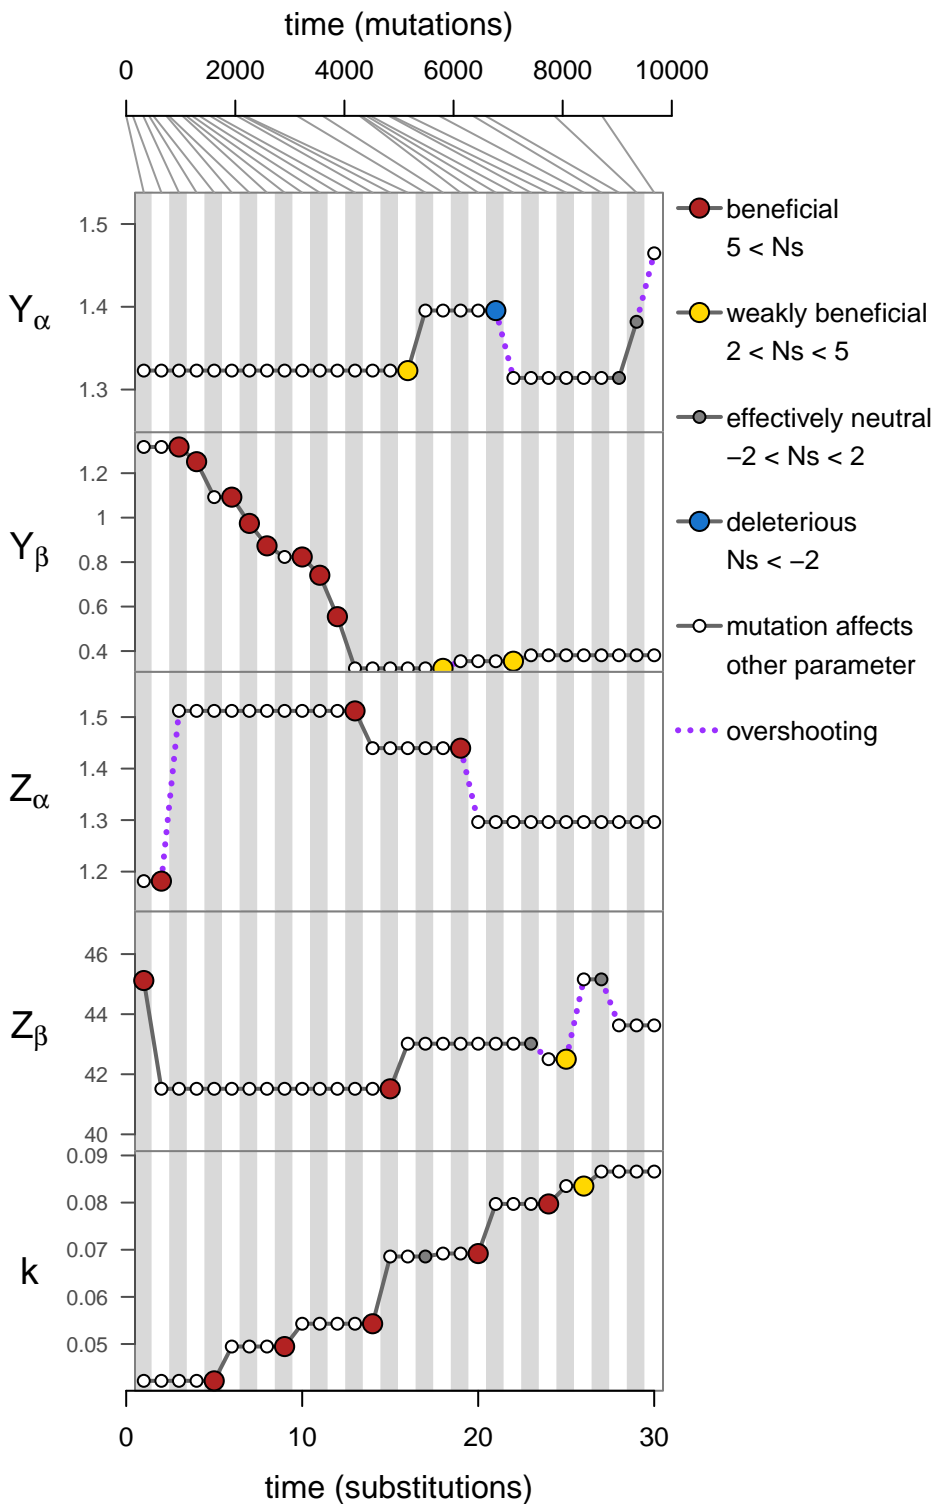 time (mutations)
0 2000 4000 6000 8000 10000
Yα
1.5
1.4
1.3
Yβ
1.2
1
0.8
0.6
0.4
Zα
1.5
1.4
1.3
1.2
Zβ
46
44
42
40
k
0.09
0.08
0.07
0.06
0.05
0 10 20 30
time (substitutions)
beneficial
5 < Ns
weakly beneficial
2 < Ns < 5
effectively neutral
−2 < Ns < 2
deleterious
Ns < −2
mutation affects
other parameter
overshooting